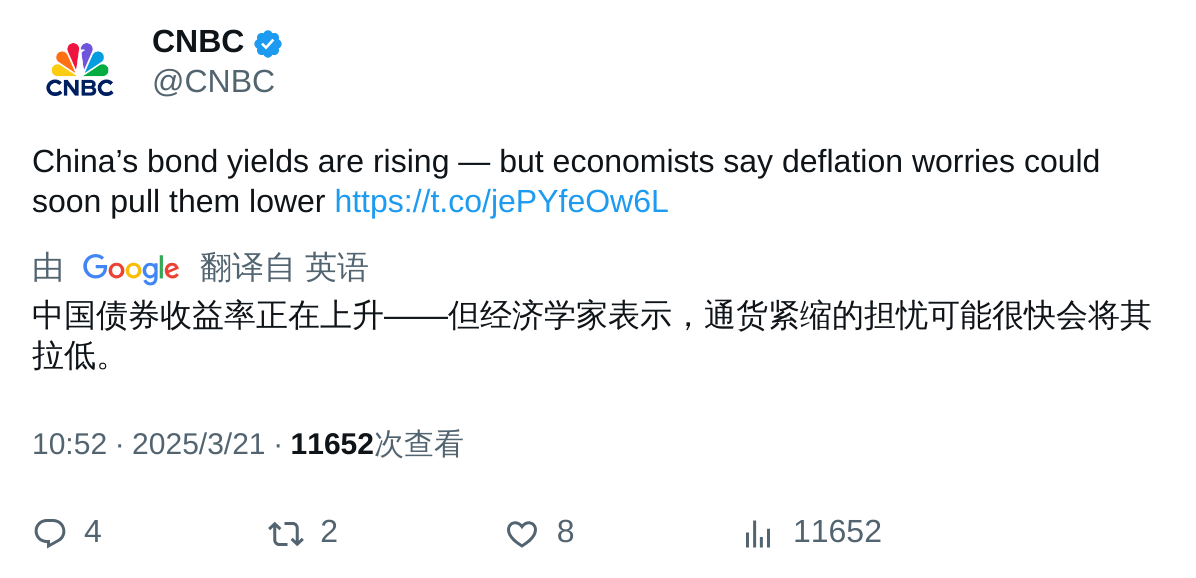 CNBC
CNBC
@CNBC
China’s bond yields are rising — but economists say deflation worries could
soon pull them lower https://t.co/jePYfeOw6L
由 Google 翻译自 英语
中国债券收益率正在上升——但经济学家表示，通货紧缩的担忧可能很快会将其
拉低。
10:52 · 2025/3/21 · 11652次查看
4 2 8 11652